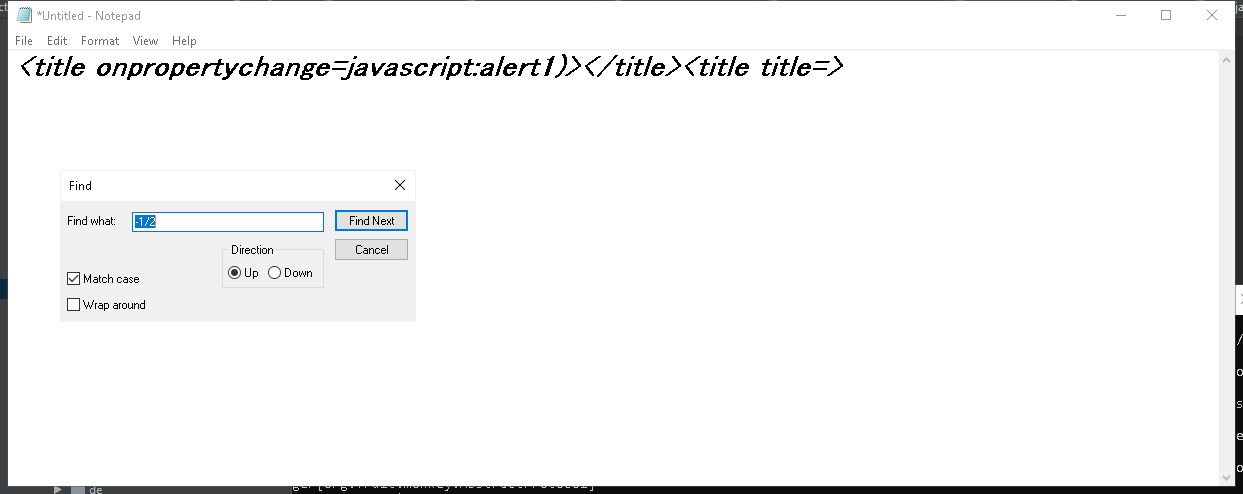 *Untitled - Notepad
File Edit Format View Help
<title onpropertychange=javascript:alert1)></title><title title=>
Find
Find what: -1/2 Find Next
Direction Cancel
Up Down
Match case
Wrap around
de